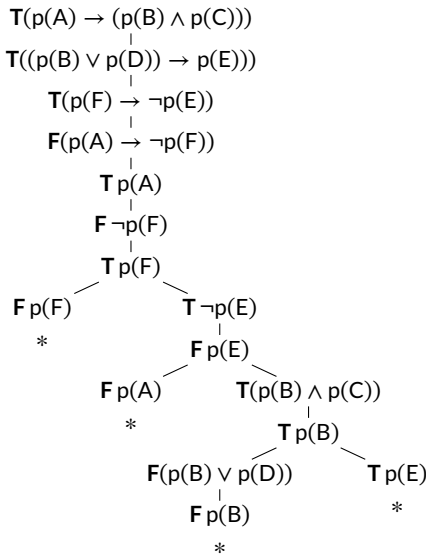 T(p(A) → (p(B) ∧ p(C)))
T((p(B) ∨ p(D)) → p(E)))
T(p(F) → ¬p(E))
F(p(A) → ¬p(F))
T p(A)
F ¬p(F)
T p(F)
F p(F) T ¬p(E)
* F p(E)
F p(A) T(p(B) ∧ p(C))
* T p(B)
F(p(B) ∨ p(D)) T p(E)
F p(B) *
*